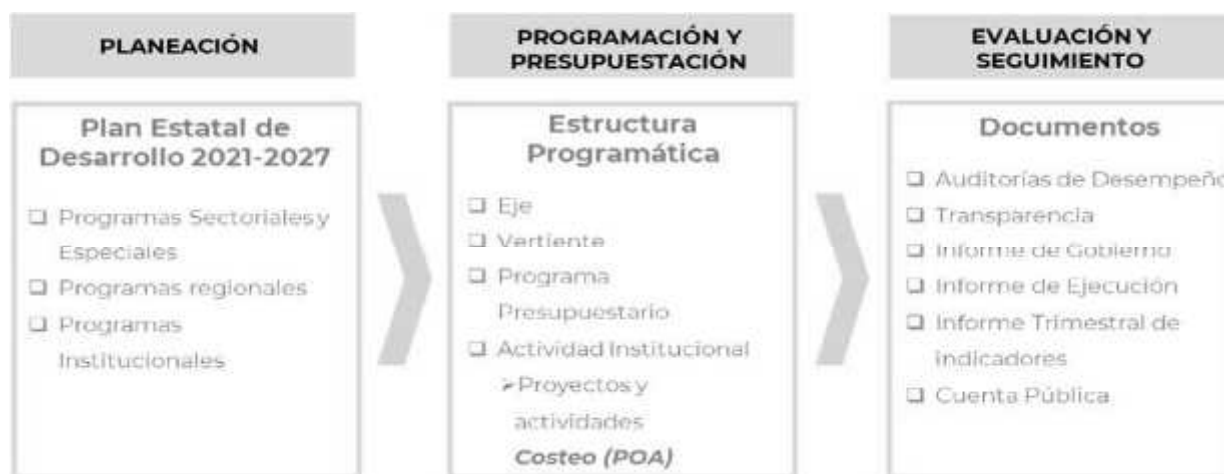 PLANEACIÓN
Plan Estatal de
Desarrollo 2021-2027
❑ Programas Sectoriales y
Especiales
❑ Programas regionales
❑ Programas
Institucionales
PROGRAMACIÓN Y
PRESUPUESTACIÓN
Estructura
Programática
❑ Eje
❑ Vertiente
❑ Programa
Presupuestario
❑ Actividad Institucional
➢Proyectos y
actividades
Costeo (POA)
EVALUACIÓN Y
SEGUIMIENTO
Documentos
❑ Auditorías de Desempeño
❑ Transparencia
❑ Informe de Gobierno
❑ Informe de Ejecución
❑ Informe Trimestral de
indicadores
❑ Cuenta Pública